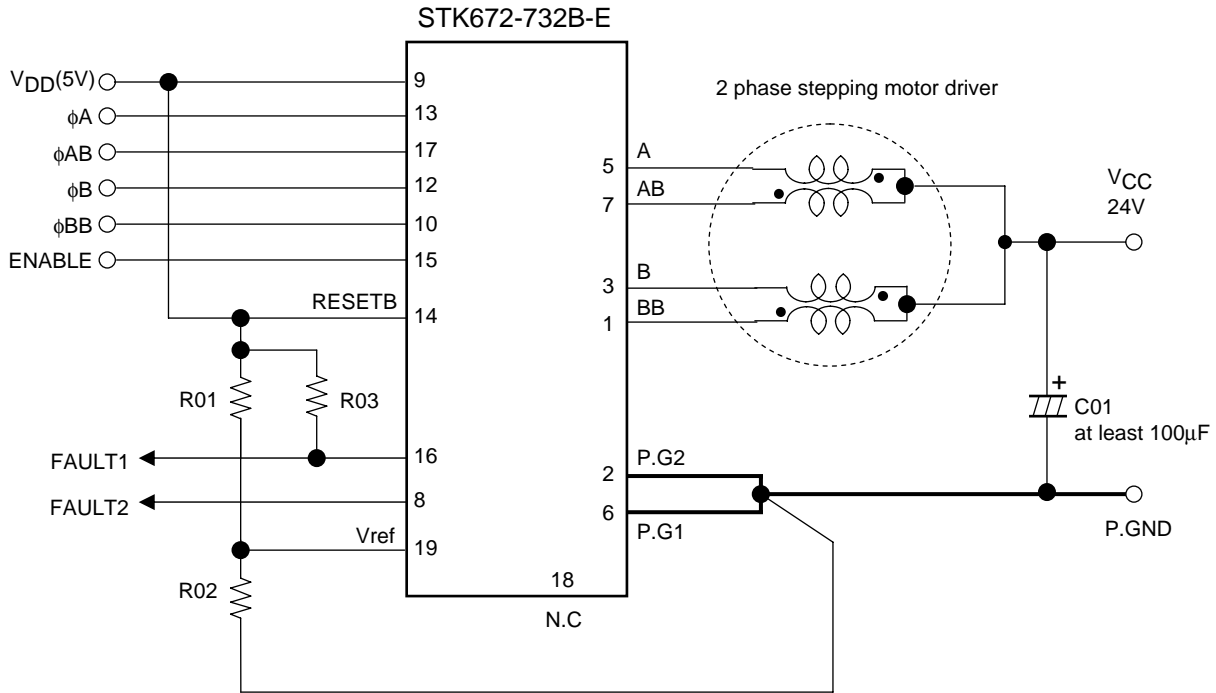 STK672-732B-E
VDD(5V)
9
2 phase stepping motor driver
φA
13
φAB
17
5
A
φB
12
7
AB
VCC
24V
φBB
10
ENABLE
15
3
B
RESETB
14
1
BB
R01
R03
+
C01
at least 100μF
FAULT1
16
2
P.G2
FAULT2
8
6
P.G1
P.GND
Vref
19
R02
18
N.C